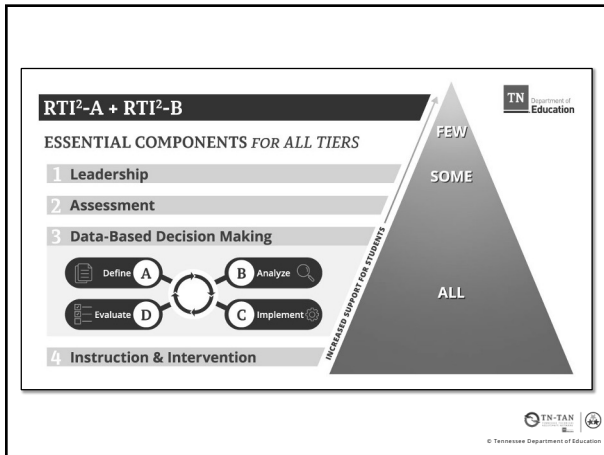 RTI²-A + RTI²-B
ESSENTIAL COMPONENTS FOR ALL TIERS
1 Leadership
2 Assessment
3 Data-Based Decision Making
Define A
B Analyze
Evaluate D
C Implement
4 Instruction & Intervention
INCREASED SUPPORT FOR STUDENTS
FEW
SOME
ALL
TN Department of
Education
TN-TAN
© Tennessee Department of Education